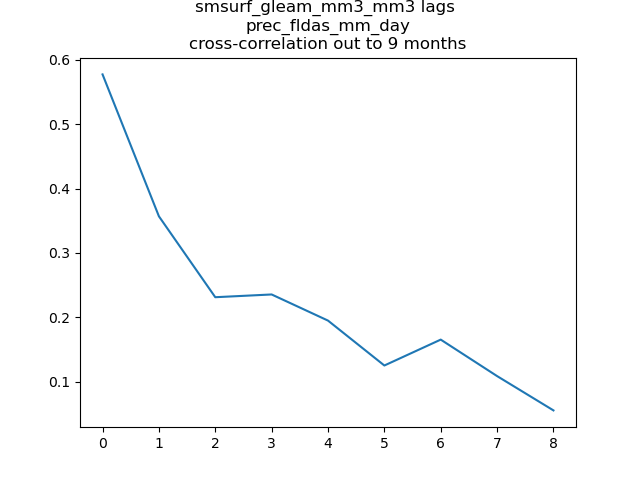 smsurf_gleam_mm3_mm3 lags
prec_fldas_mm_day
cross-correlation out to 9 months
0.6
0.5
0.4
0.3
0.2
0.1
0 1 2 3 4 5 6 7 8